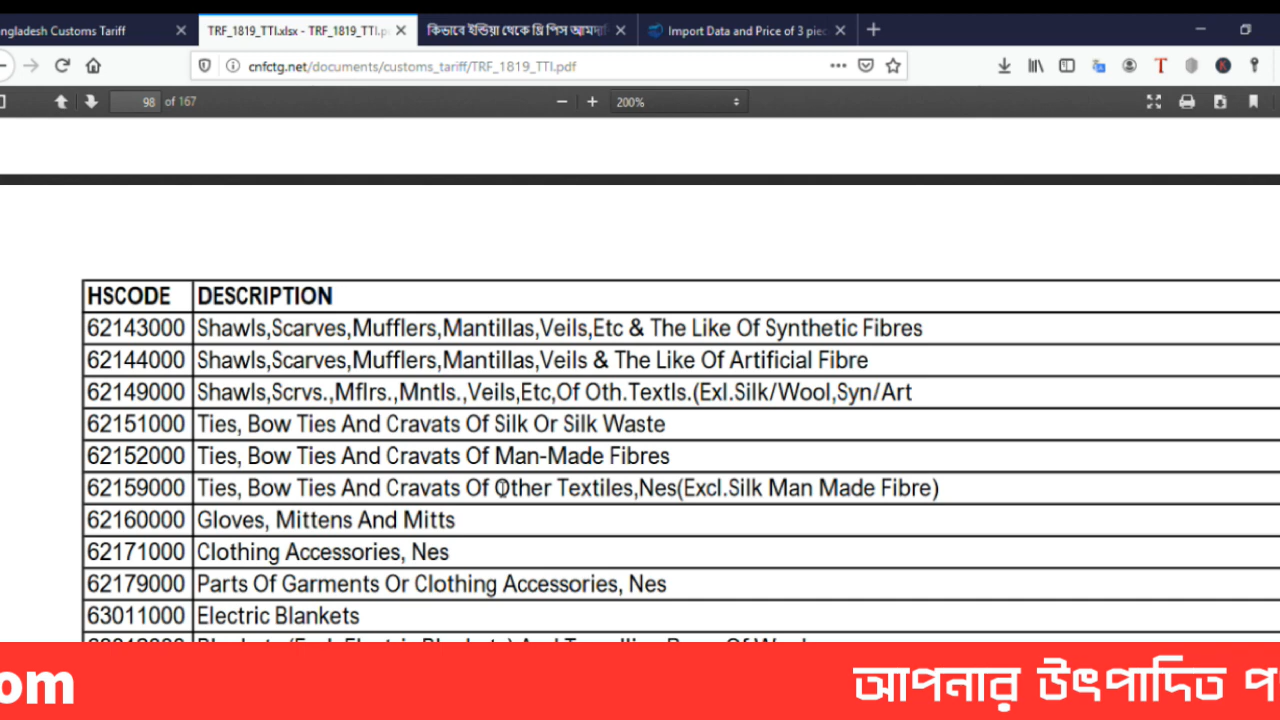 ngladesh Customs Tariff
TRF_1819_TTI.xlsx - TRF_1819_TTI.p
কিভাবে ইন্ডিয়া থেকে থ্রি পিস আমদা
Import Data and Price of 3 piec
cnfctg.net/documents/customs_tariff/TRF_1819_TTI.pdf
98 of 167
200%
HSCODE DESCRIPTION
62143000 Shawls,Scarves,Mufflers,Mantillas,Veils,Etc & The Like Of Synthetic Fibres
62144000 Shawls,Scarves,Mufflers,Mantillas,Veils & The Like Of Artificial Fibre
62149000 Shawls,Scrvs.,Mflrs.,Mntls.,Veils,Etc,Of Oth.Textls.(Exl.Silk/Wool,Syn/Art
62151000 Ties, Bow Ties And Cravats Of Silk Or Silk Waste
62152000 Ties, Bow Ties And Cravats Of Man-Made Fibres
62159000 Ties, Bow Ties And Cravats Of Other Textiles,Nes(Excl.Silk Man Made Fibre)
62160000 Gloves, Mittens And Mitts
62171000 Clothing Accessories, Nes
62179000 Parts Of Garments Or Clothing Accessories, Nes
63011000 Electric Blankets
om আপনার উৎপাদিত প